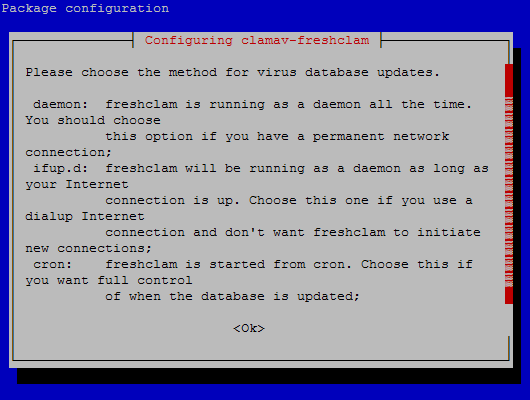 Package configuration
Configuring clamav-freshclam
Please choose the method for virus database updates.
daemon:  freshclam is running as a daemon all the time.
You should choose
this option if you have a permanent network
connection;
ifup.d:  freshclam will be running as a daemon as long as
your Internet
connection is up. Choose this one if you use a
dialup Internet
connection and don't want freshclam to initiate
new connections;
cron:    freshclam is started from cron. Choose this if
you want full control
of when the database is updated;
<Ok>